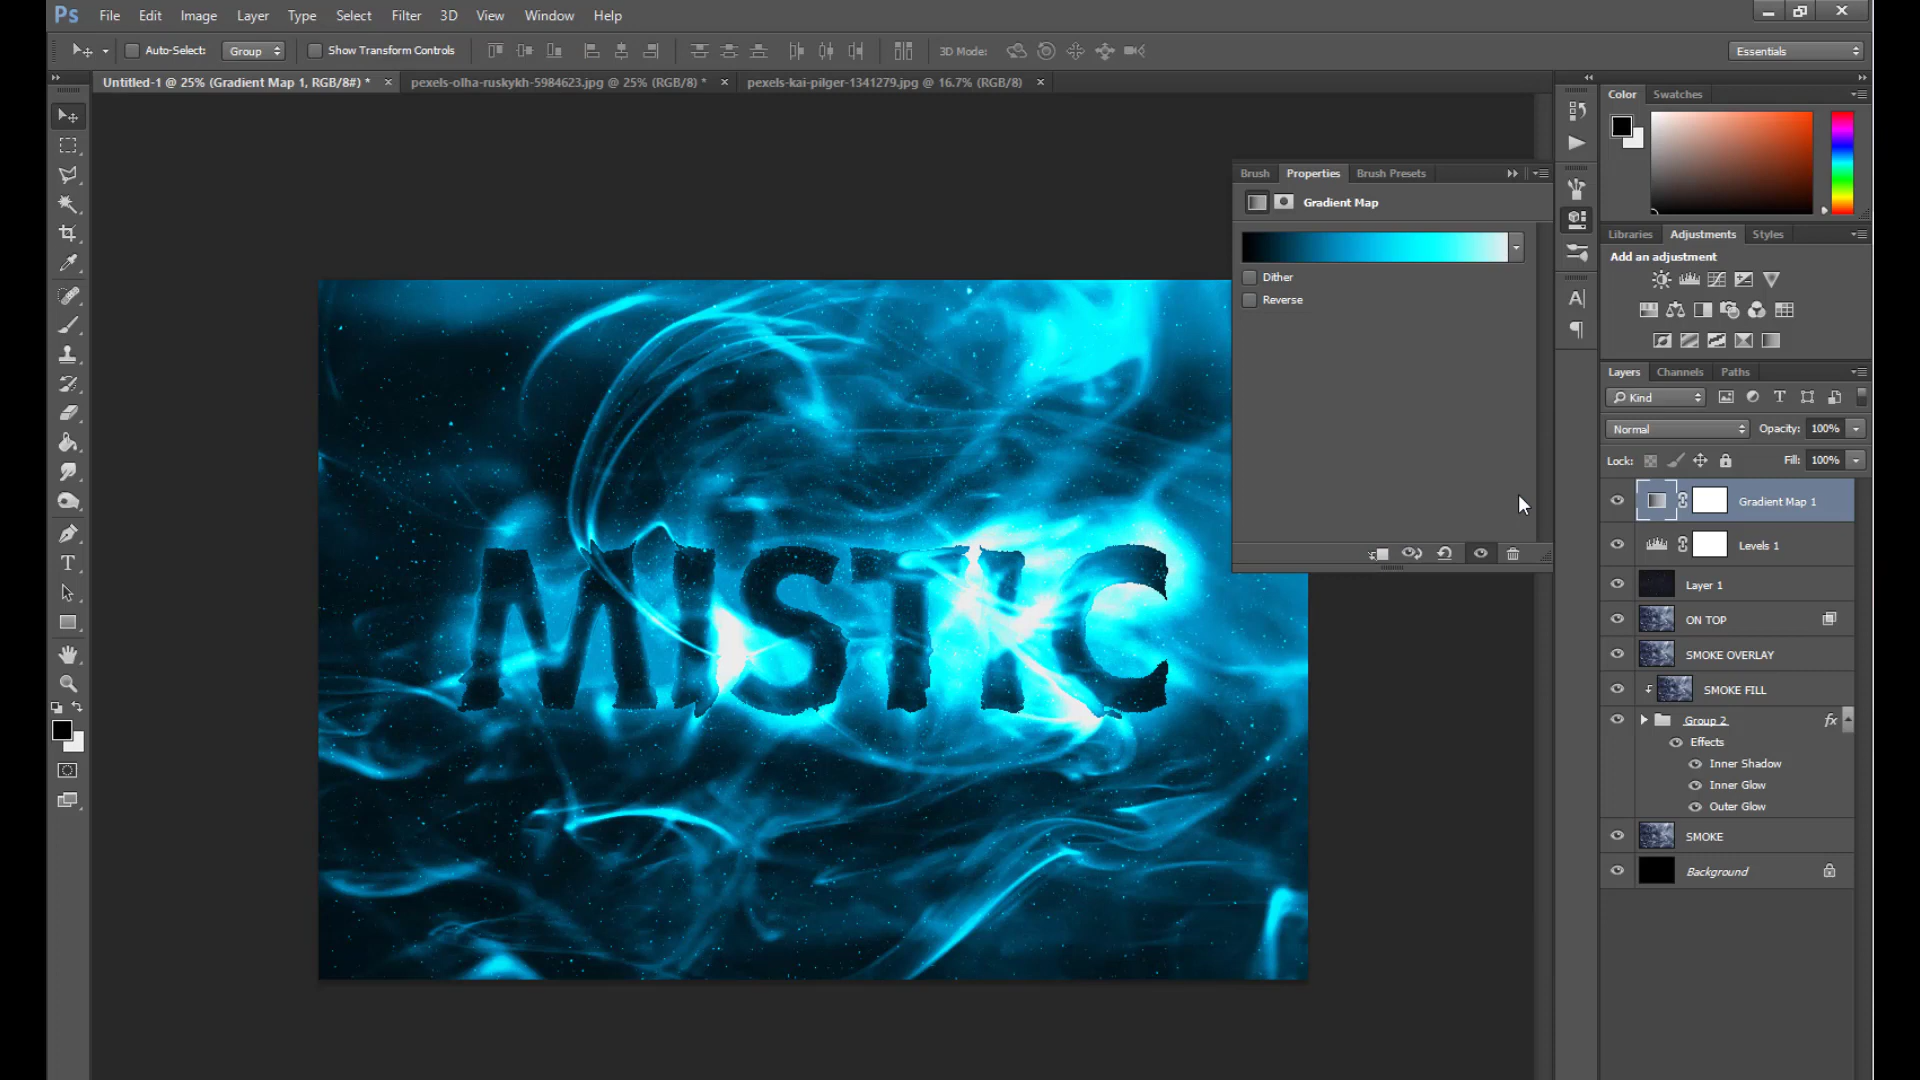 Ps File Edit Image Layer Type Select Filter 3D View Window Help
Auto-Select: Group Show Transform Controls 3D Mode: Essentials
Untitled-1 @ 25% (Gradient Map 1, RGB/8#) * × pexels-olha-ruskykh-5984623.jpg @ 25% (RGB/8) * × pexels-kai-pilger-1341279.jpg @ 16.7% (RGB/8) ×
Color Swatches
Brush Properties Brush Presets
Gradient Map
Dither
Reverse
Libraries Adjustments Styles
Add an adjustment
Layers Channels Paths
Kind
Normal Opacity: 100%
Lock: Fill: 100%
Gradient Map 1
Levels 1
Layer 1
ON TOP
SMOKE OVERLAY
SMOKE FILL
Group 2 fx
Effects
Inner Shadow
Inner Glow
Outer Glow
SMOKE
Background
MISTIC